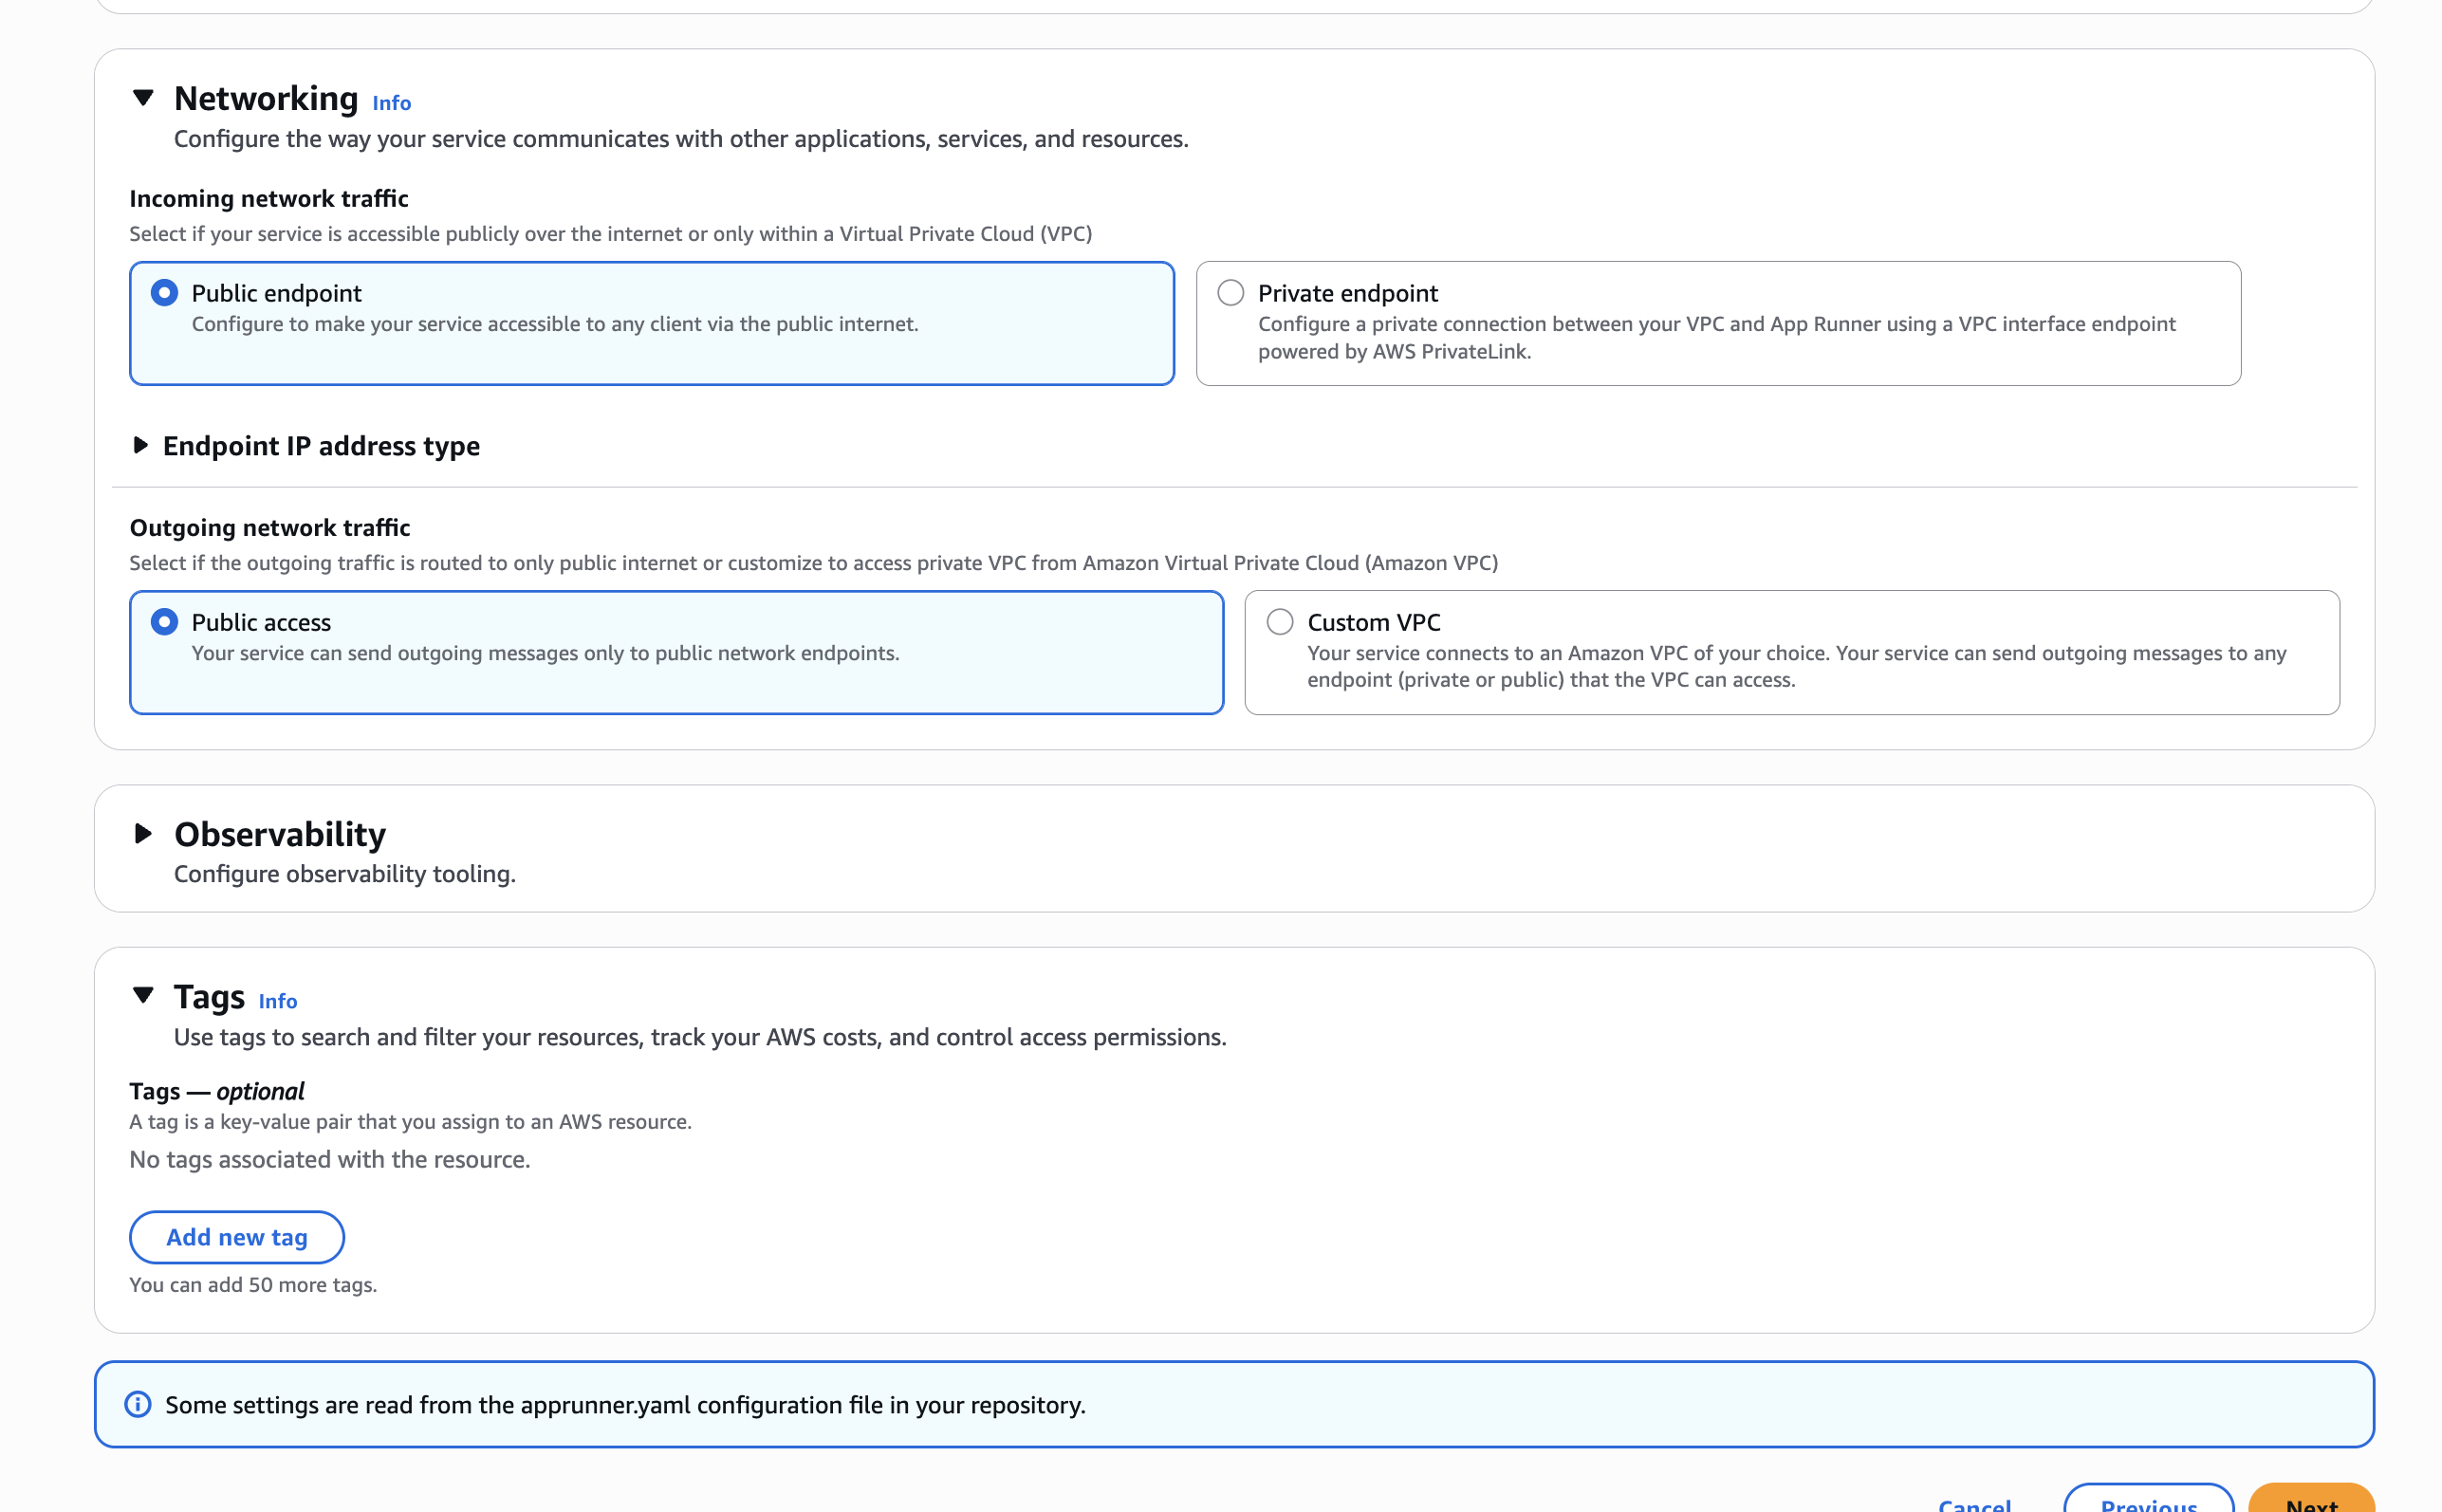 Networking Info
Configure the way your service communicates with other applications, services, and resources.
Incoming network traffic
Select if your service is accessible publicly over the internet or only within a Virtual Private Cloud (VPC)
Public endpoint
Configure to make your service accessible to any client via the public internet.
Private endpoint
Configure a private connection between your VPC and App Runner using a VPC interface endpoint
powered by AWS PrivateLink.
Endpoint IP address type
Outgoing network traffic
Select if the outgoing traffic is routed to only public internet or customize to access private VPC from Amazon Virtual Private Cloud (Amazon VPC)
Public access
Your service can send outgoing messages only to public network endpoints.
Custom VPC
Your service connects to an Amazon VPC of your choice. Your service can send outgoing messages to any
endpoint (private or public) that the VPC can access.
Observability
Configure observability tooling.
Tags Info
Use tags to search and filter your resources, track your AWS costs, and control access permissions.
Tags — optional
A tag is a key-value pair that you assign to an AWS resource.
No tags associated with the resource.
Add new tag
You can add 50 more tags.
Some settings are read from the apprunner.yaml configuration file in your repository.
Cancel Previous Next